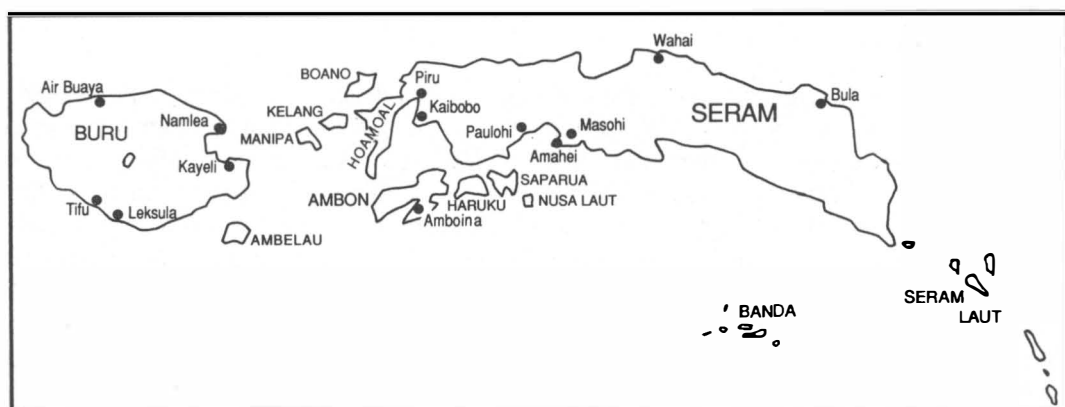 Wahai
BOANO
Piru
Air Buaya
Bula
KELANG
Kaibobo
SERAM
BURU
Namlea
HOAMOAL
Paulohi
Masohi
MANIPA
Amahei
Kayeli
SAPARUA
AMBON
HARUKU
NUSA LAUT
Tifu
Leksula
Amboina
AMBELAU
SERAM
LAUT
BANDA